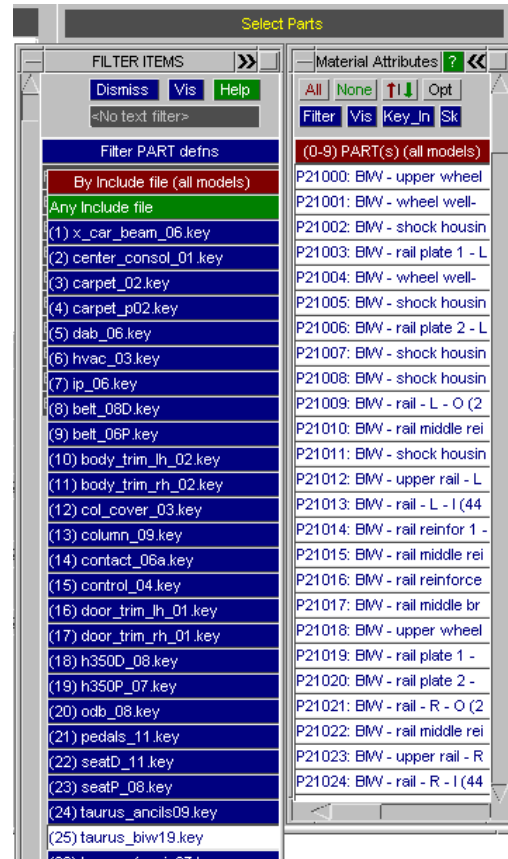 Select Parts
FILTER ITEMS
Dismiss Vis Help
<No text filter>
Filter PART defns
By Include file (all models)
Any Include file
(1) x_car_beam_06.key
(2) center_consol_01.key
(3) carpet_02.key
(4) carpet_p02.key
(5) dab_06.key
(6) hvac_03.key
(7) ip_06.key
(8) belt_08D.key
(9) belt_06P.key
(10) body_trim_lh_02.key
(11) body_trim_rh_02.key
(12) col_cover_03.key
(13) column_09.key
(14) contact_06a.key
(15) control_04.key
(16) door_trim_lh_01.key
(17) door_trim_rh_01.key
(18) h350D_08.key
(19) h350P_07.key
(20) odb_08.key
(21) pedals_11.key
(22) seatD_11.key
(23) seatP_08.key
(24) taurus_ancils09.key
(25) taurus_biw19.key
Material Attributes ?
All None Opt
Filter Vis Key_In Sk
(0-9) PART(s) (all models)
P21000: BIW - upper wheel
P21001: BIW - wheel well-
P21002: BIW - shock housin
P21003: BIW - rail plate 1 - L
P21004: BIW - wheel well-
P21005: BIW - shock housin
P21006: BIW - rail plate 2 - L
P21007: BIW - shock housin
P21008: BIW - shock housin
P21009: BIW - rail - L - O (2
P21010: BIW - rail middle rei
P21011: BIW - shock housin
P21012: BIW - upper rail - L
P21013: BIW - rail - L - I (44
P21014: BIW - rail reinfor 1 -
P21015: BIW - rail middle rei
P21016: BIW - rail reinforce
P21017: BIW - rail middle br
P21018: BIW - upper wheel
P21019: BIW - rail plate 1 -
P21020: BIW - rail plate 2 -
P21021: BIW - rail - R - O (2
P21022: BIW - rail middle rei
P21023: BIW - upper rail - R
P21024: BIW - rail - R - I (44